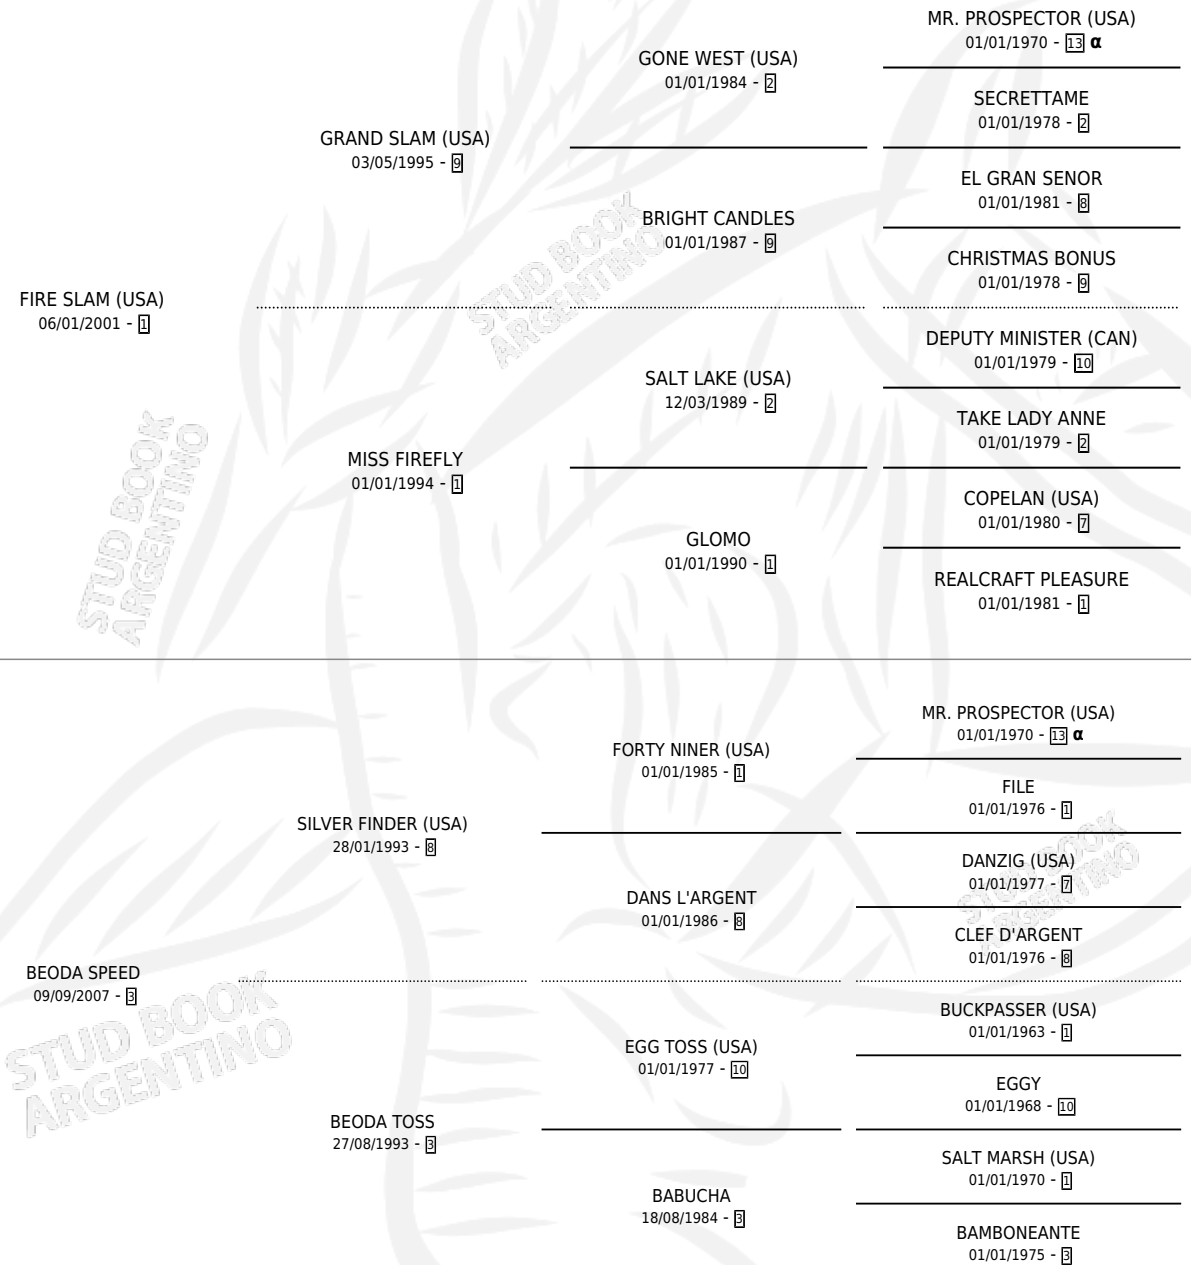 MR. PROSPECTOR (USA)
01/01/1970 - 13 α
GONE WEST (USA)
01/01/1984 - 2
SECRETTAME
01/01/1978 - 2
GRAND SLAM (USA)
03/05/1995 - 9
EL GRAN SENOR
01/01/1981 - 8
BRIGHT CANDLES
01/01/1987 - 9
CHRISTMAS BONUS
01/01/1978 - 9
FIRE SLAM (USA)
06/01/2001 - 1
DEPUTY MINISTER (CAN)
01/01/1979 - 10
SALT LAKE (USA)
12/03/1989 - 2
TAKE LADY ANNE
01/01/1979 - 2
MISS FIREFLY
01/01/1994 - 1
COPELAN (USA)
01/01/1980 - 7
GLOMO
01/01/1990 - 1
REALCRAFT PLEASURE
01/01/1981 - 1
MR. PROSPECTOR (USA)
01/01/1970 - 13 α
FORTY NINER (USA)
01/01/1985 - 1
FILE
01/01/1976 - 1
SILVER FINDER (USA)
28/01/1993 - 8
DANZIG (USA)
01/01/1977 - 7
DANS L'ARGENT
01/01/1986 - 8
CLEF D'ARGENT
01/01/1976 - 8
BEODA SPEED
09/09/2007 - 3
BUCKPASSER (USA)
01/01/1963 - 1
EGG TOSS (USA)
01/01/1977 - 10
EGGY
01/01/1968 - 10
BEODA TOSS
27/08/1993 - 3
SALT MARSH (USA)
01/01/1970 - 1
BABUCHA
18/08/1984 - 3
BAMBONEANTE
01/01/1975 - 3
STUD BOOK
ARGENTINO
STUD BOOK
ARGENTINO
STUD BOOK
ARGENTINO
STUD BOOK
ARGENTINO